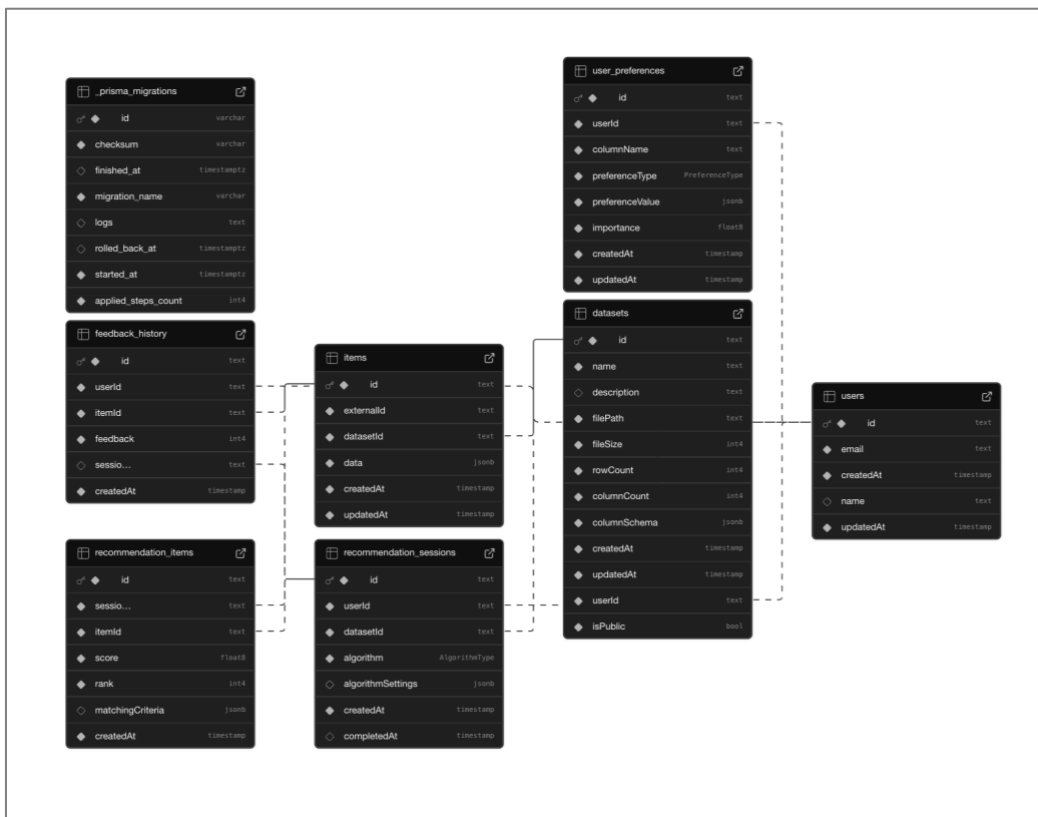 _prisma_migrations
id varchar
checksum varchar
finished_at timestamptz
migration_name varchar
logs text
rolled_back_at timestamptz
started_at timestamptz
applied_steps_count int4
feedback_history
id text
userId text
itemId text
feedback int4
sessio... text
createdAt timestamp
recommendation_items
id text
sessio... text
itemId text
score float8
rank int4
matchingCriteria jsonb
createdAt timestamp
items
id text
externalId text
datasetId text
data jsonb
createdAt timestamp
updatedAt timestamp
recommendation_sessions
id text
userId text
datasetId text
algorithm AlgorithmType
algorithmSettings jsonb
createdAt timestamp
completedAt timestamp
user_preferences
id text
userId text
columnName text
preferenceType PreferenceType
preferenceValue jsonb
importance float8
createdAt timestamp
updatedAt timestamp
datasets
id text
name text
description text
filePath text
fileSize int4
rowCount int4
columnCount int4
columnSchema jsonb
createdAt timestamp
updatedAt timestamp
userId text
isPublic bool
users
id text
email text
createdAt timestamp
name text
updatedAt timestamp